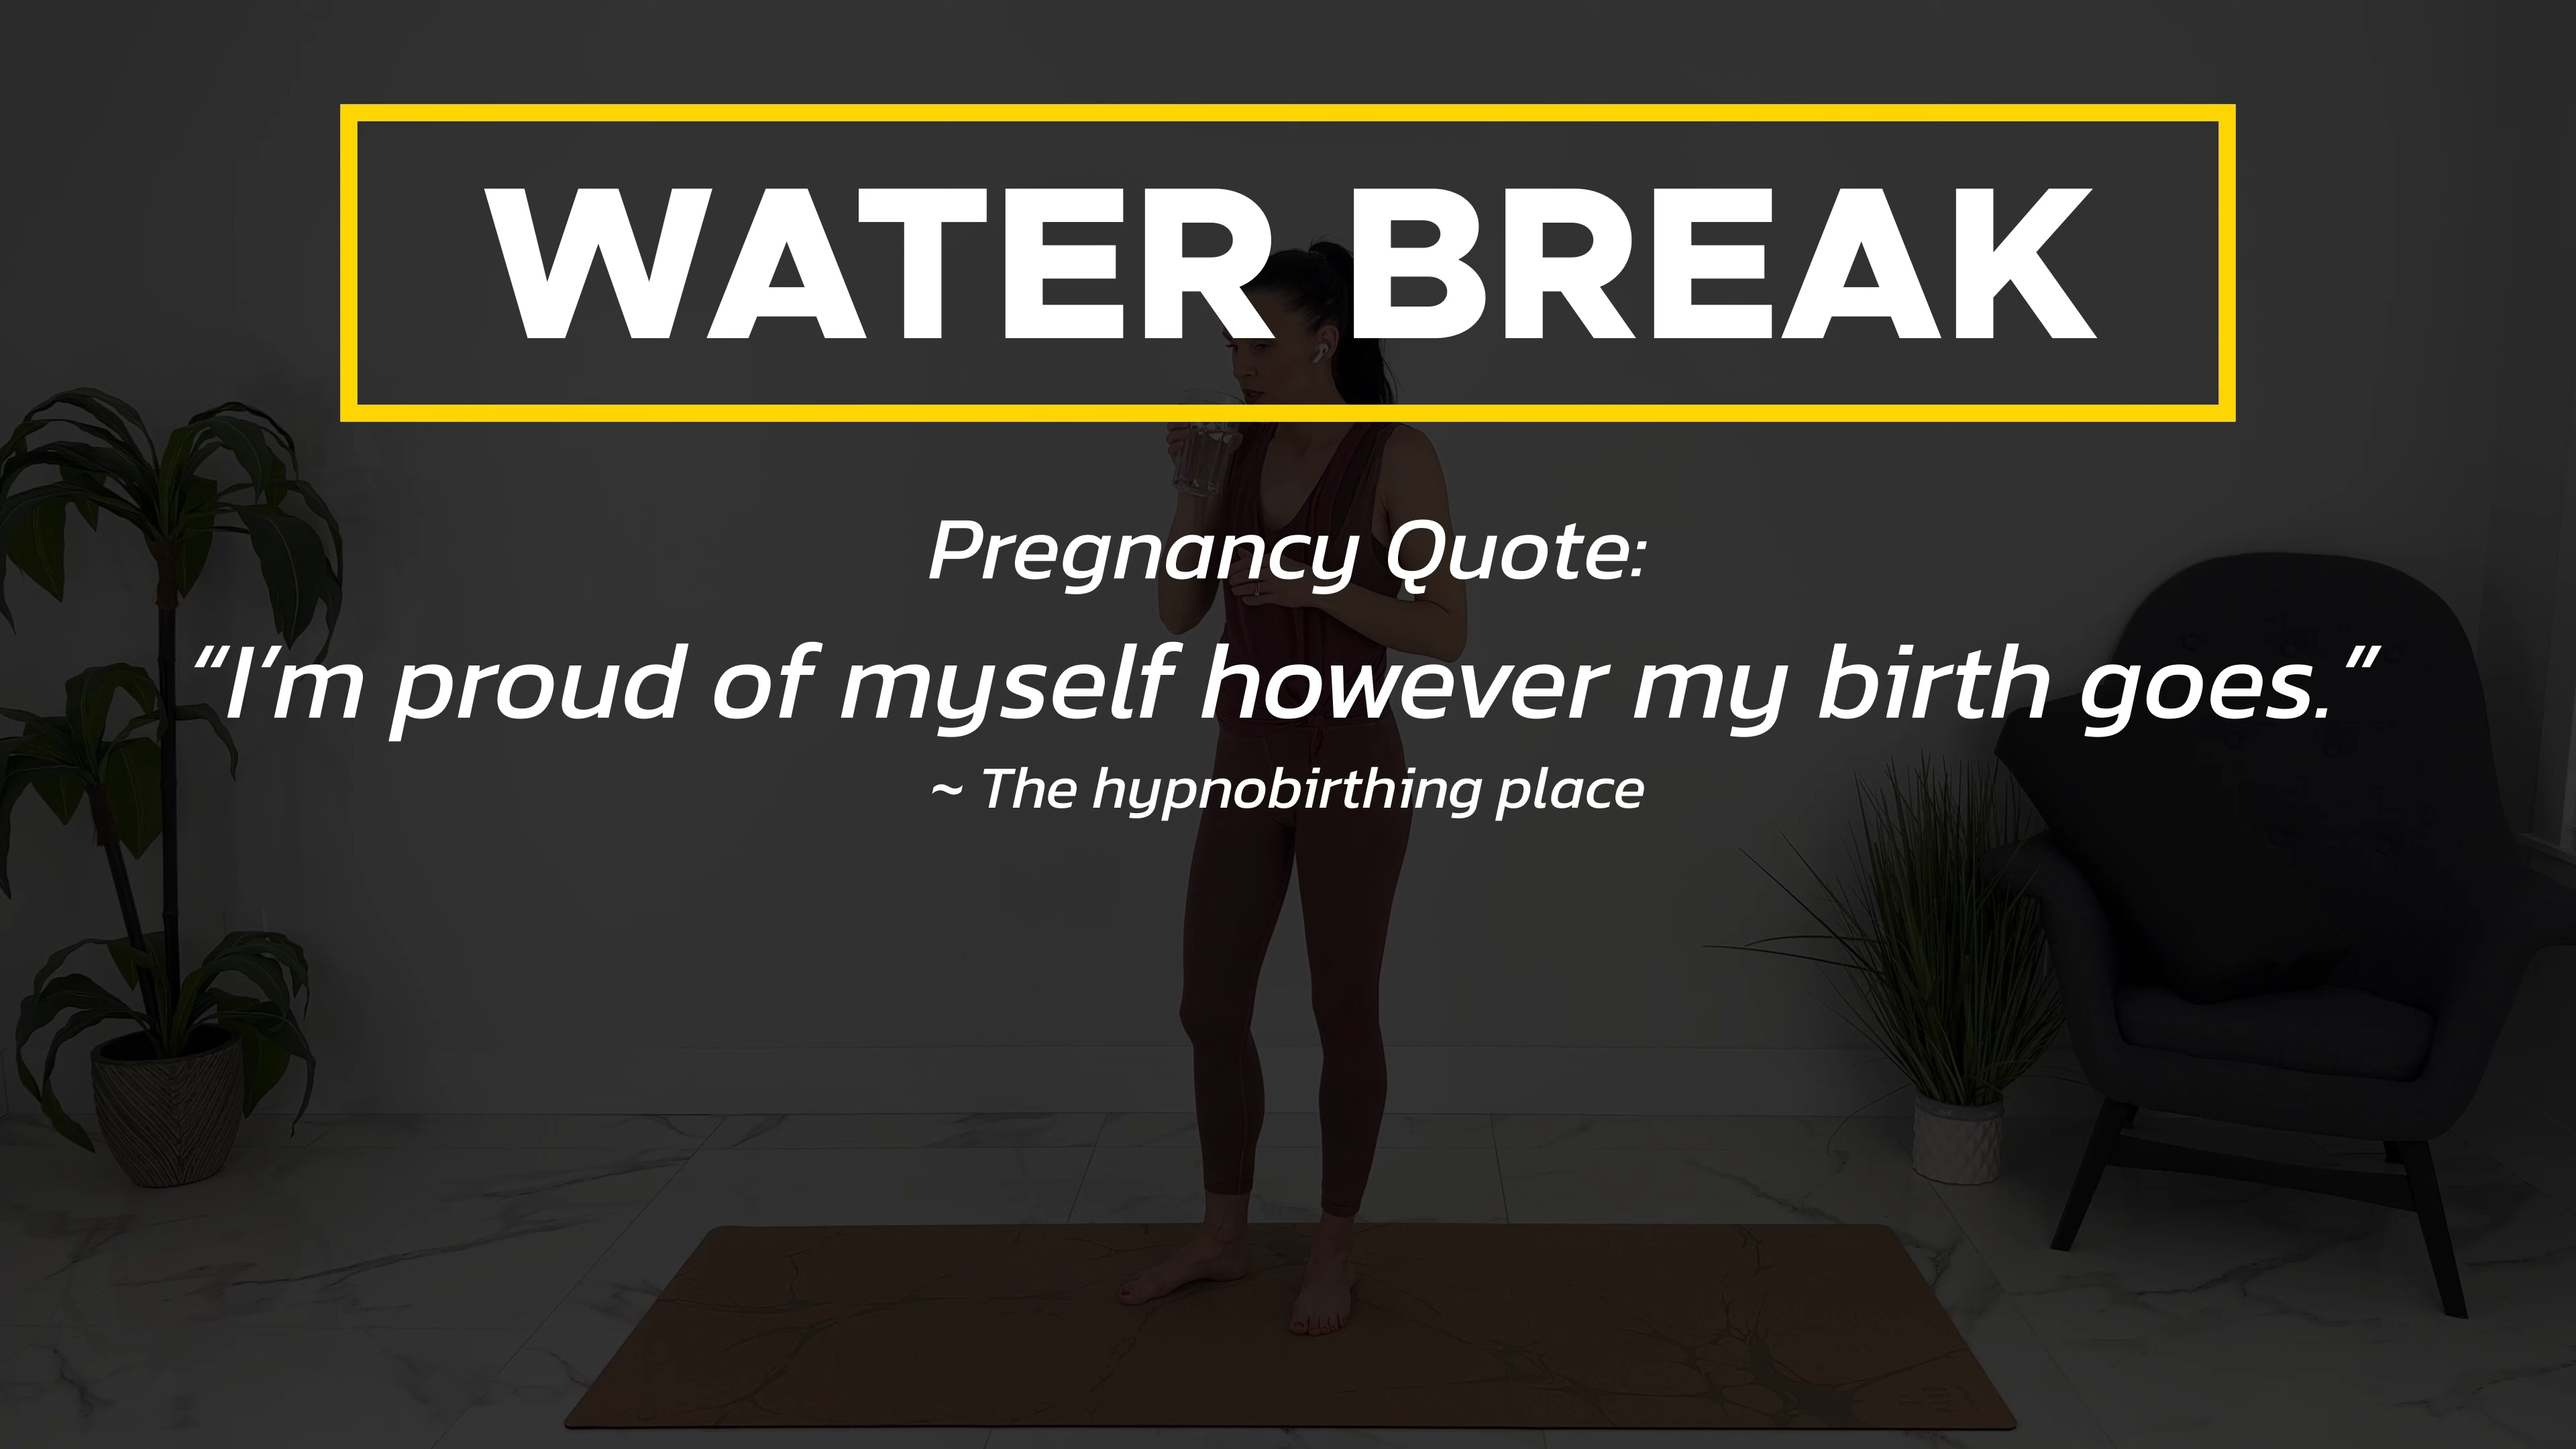 WATER BREAK
Pregnancy Quote:
“I’m proud of myself however my birth goes.”
~ The hypnobirthing place